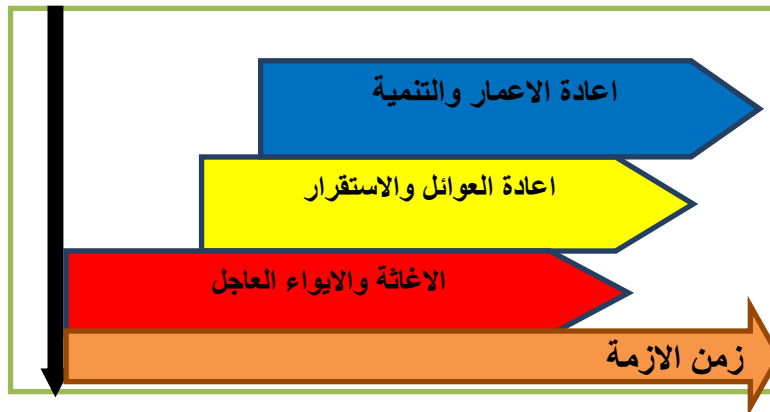 اعادة الاعمار والتنمية
اعادة العوائل والاستقرار
الاغاثة والايواء العاجل
زمن الازمة